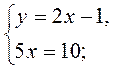 y = 2x − 1,
5x = 10;